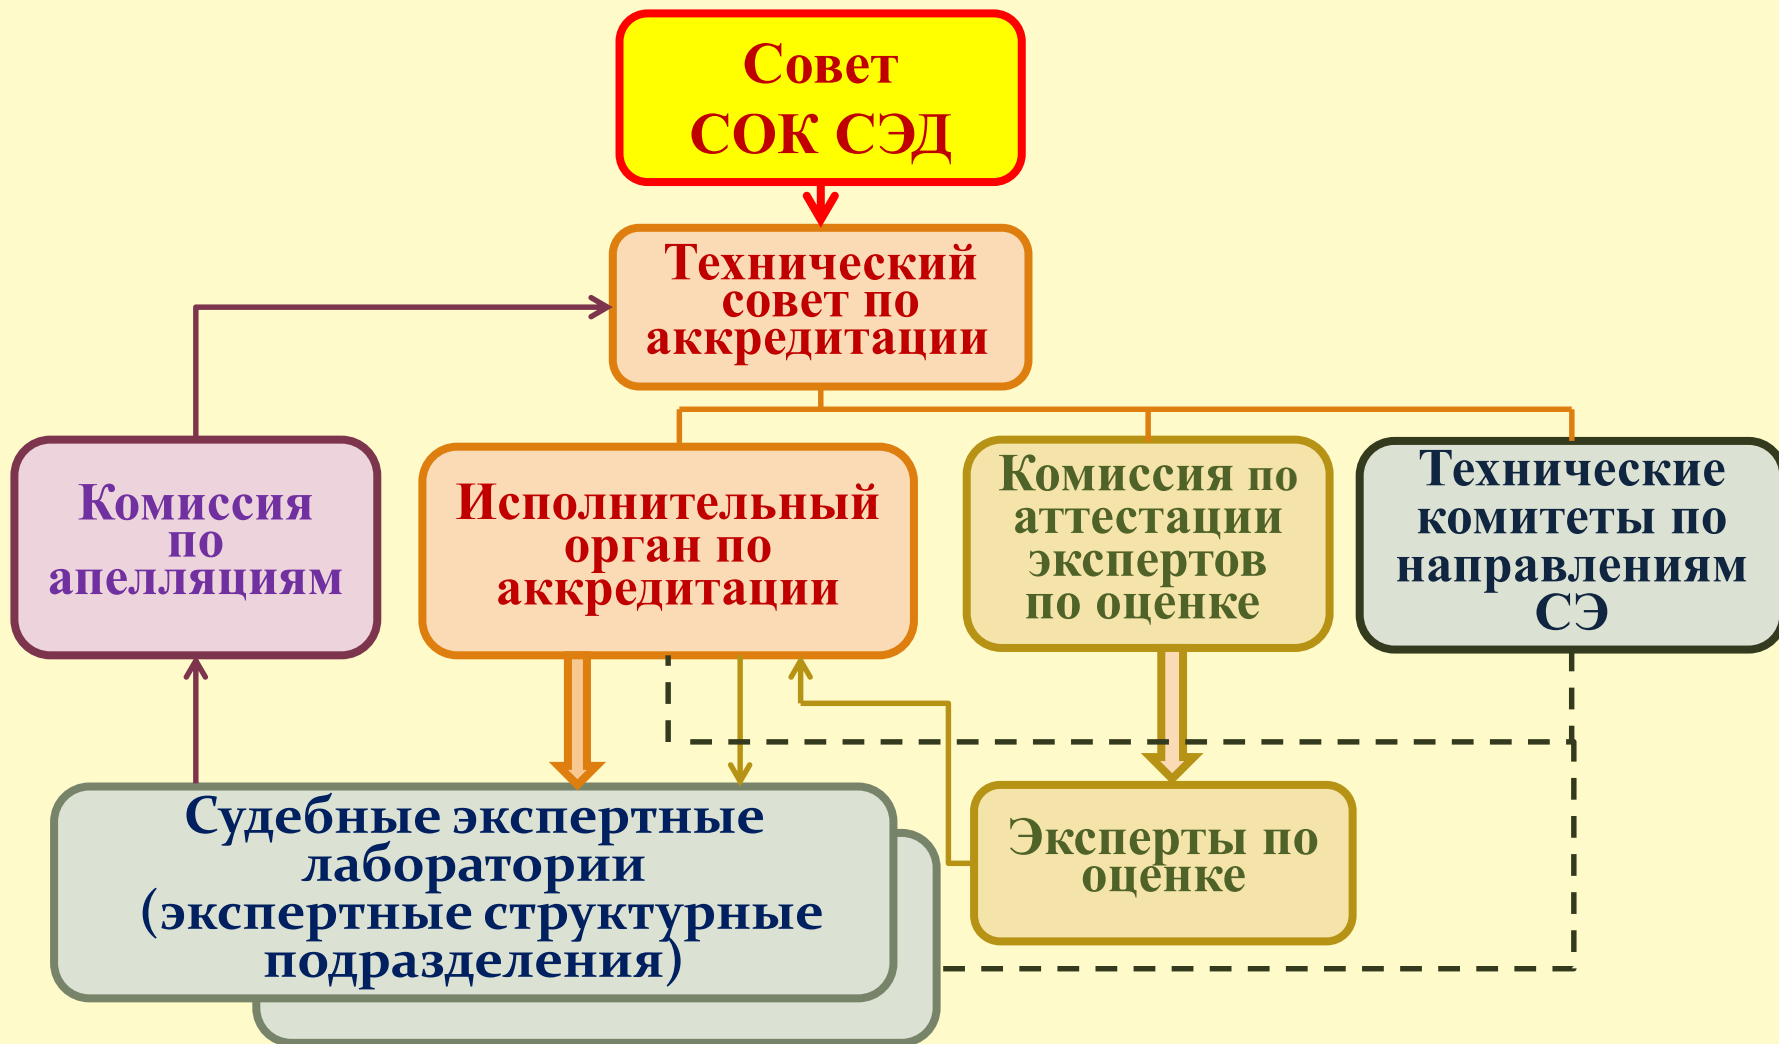 Совет
СОК СЭД
Технический
совет по
аккредитации
Комиссия
по
апелляциям
Исполнительный
орган по
аккредитации
Комиссия по
аттестации
экспертов
по оценке
Технические
комитеты по
направлениям
СЭ
Судебные экспертные
лаборатории
(экспертные структурные
подразделения)
Эксперты по
оценке